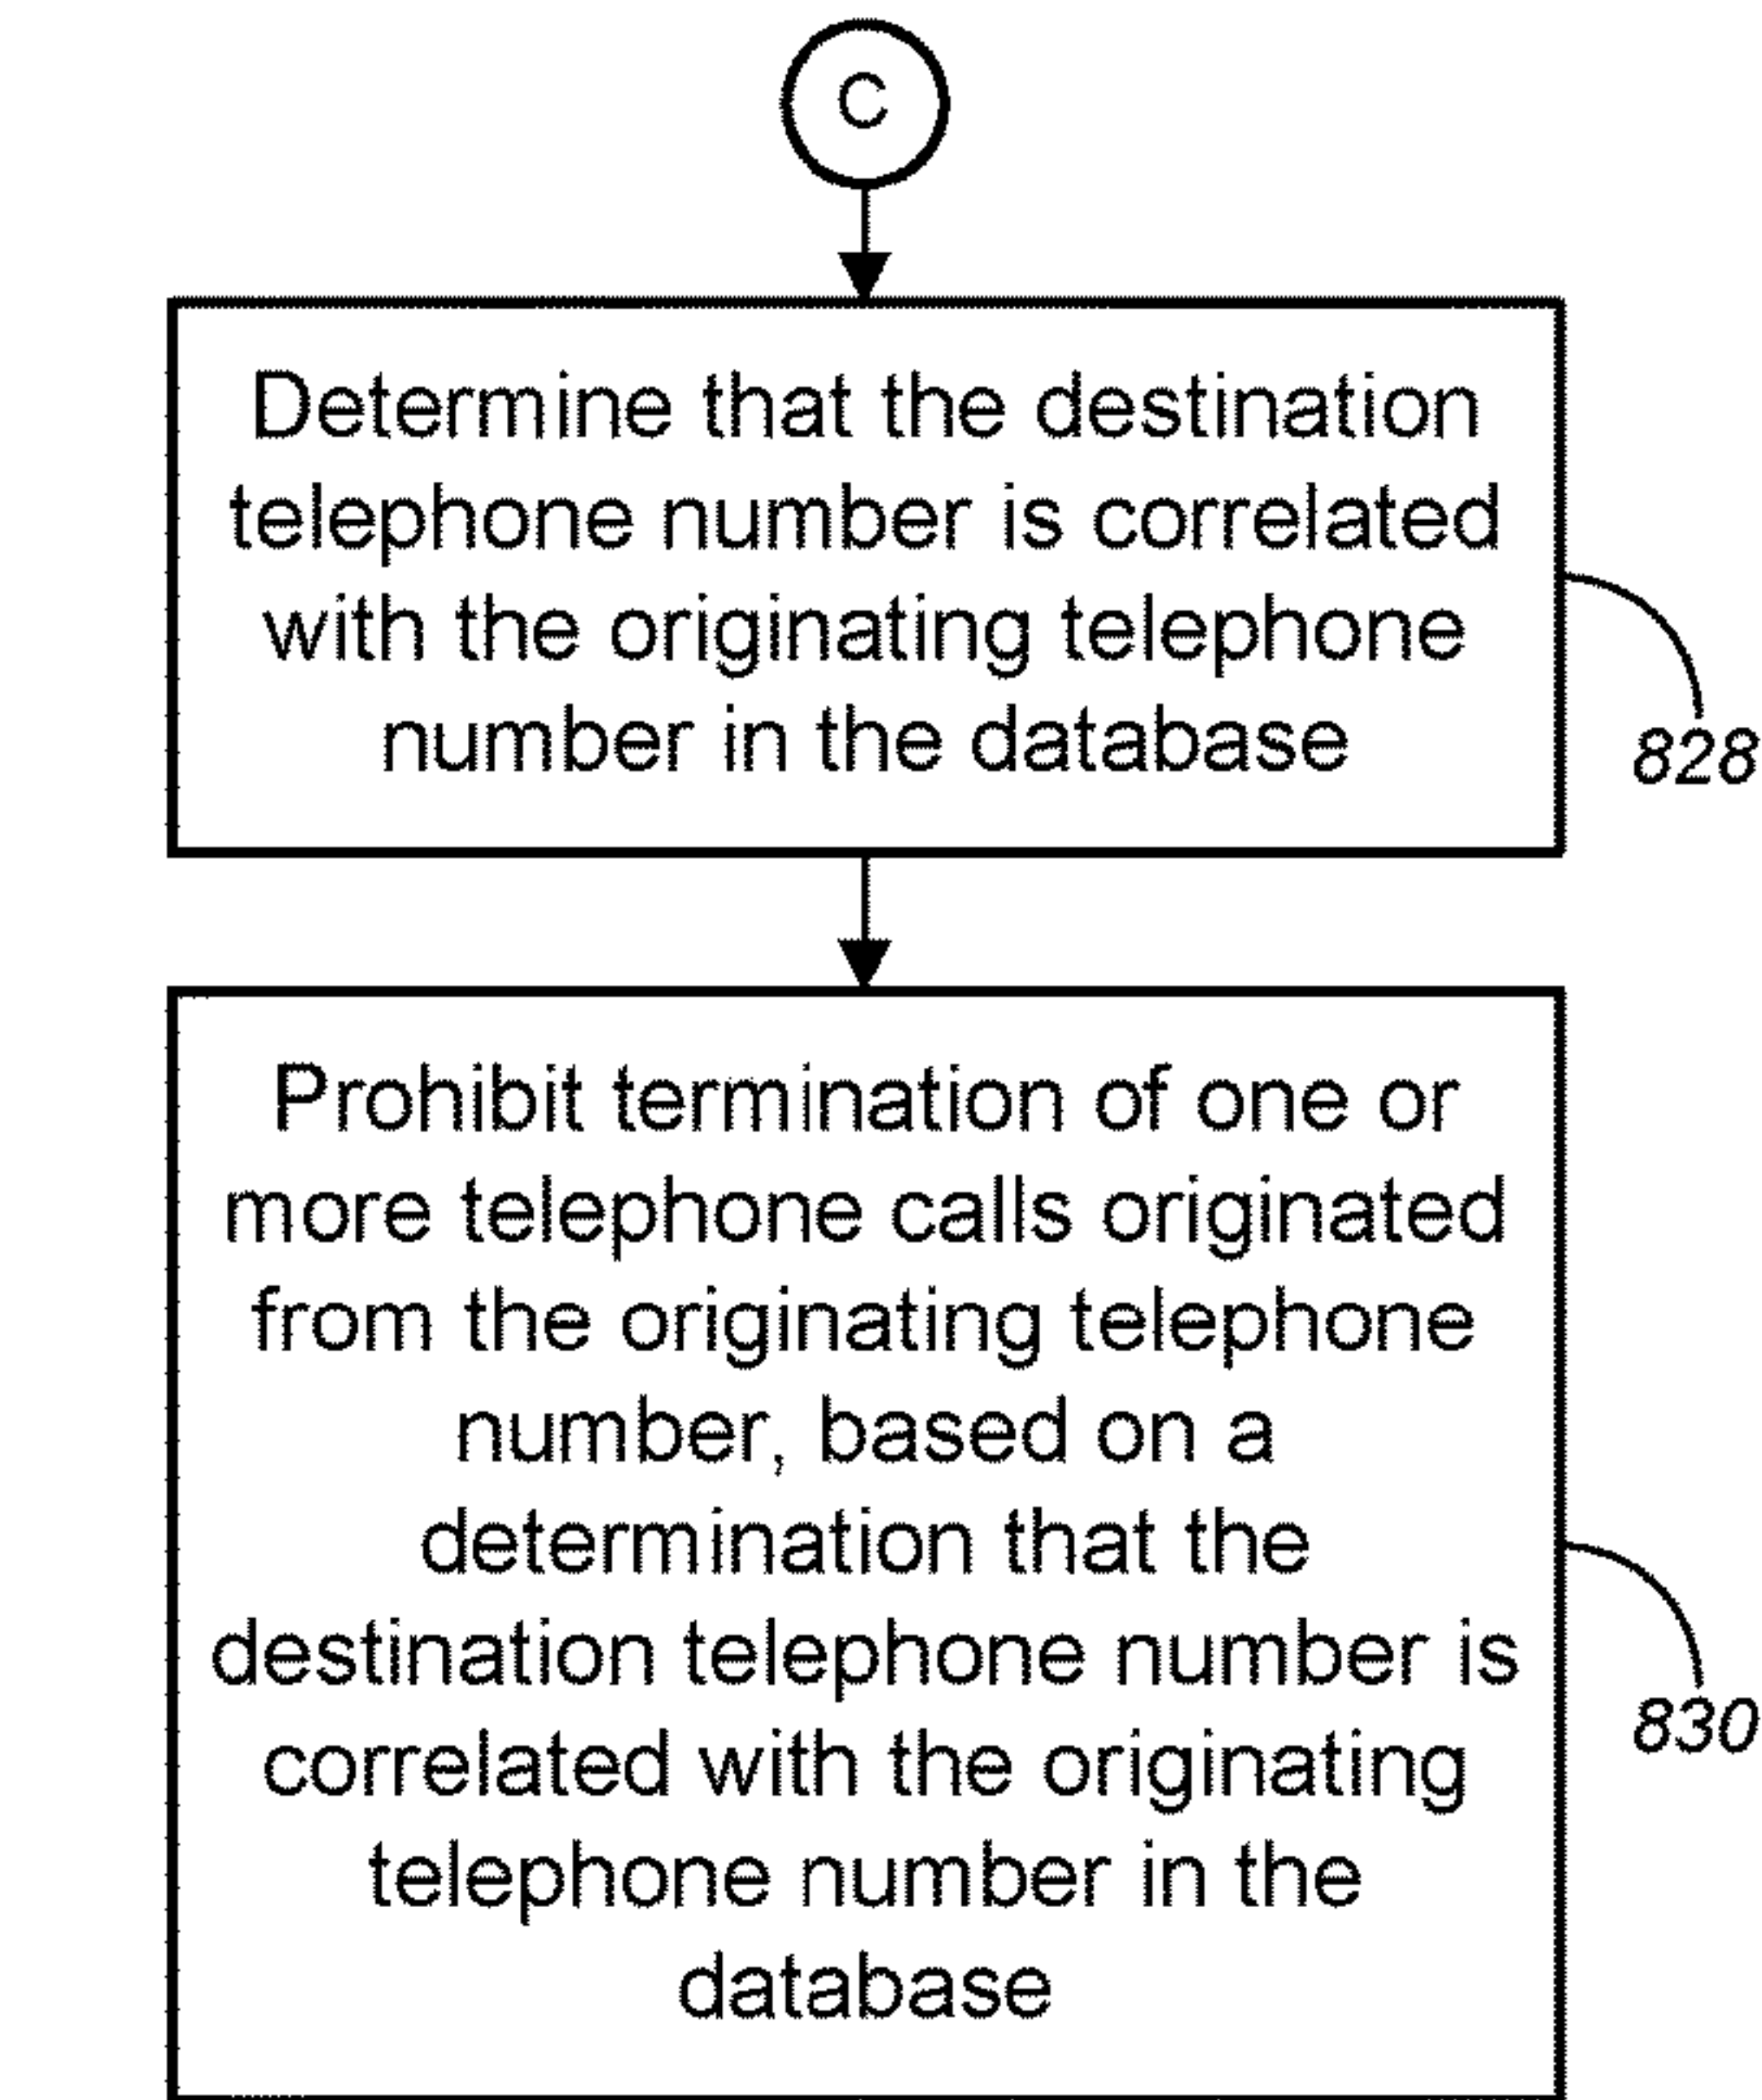 C
Determine that the destination
telephone number is correlated
with the originating telephone
number in the database
828
Prohibit termination of one or
more telephone calls originated
from the originating telephone
number, based on a
determination that the
destination telephone number is
correlated with the originating
telephone number in the
database
830